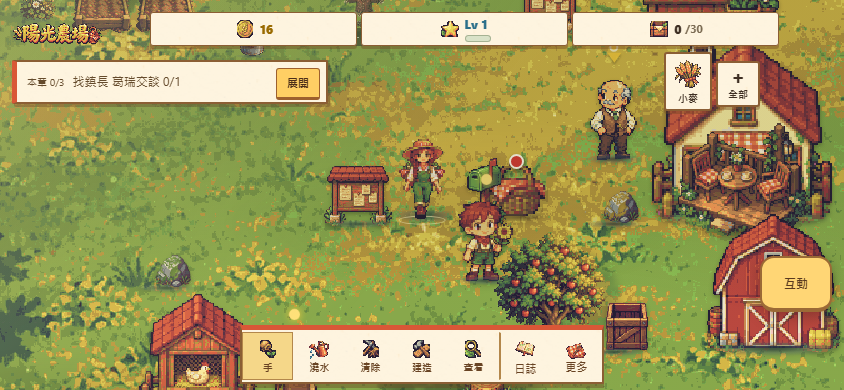 陽光農場
16
Lv 1
0 /30
本章 0/3 找鎮長 葛瑞交談 0/1
展開
小麥
+
全部
互動
手
澆水
清除
建造
查看
日誌
更多